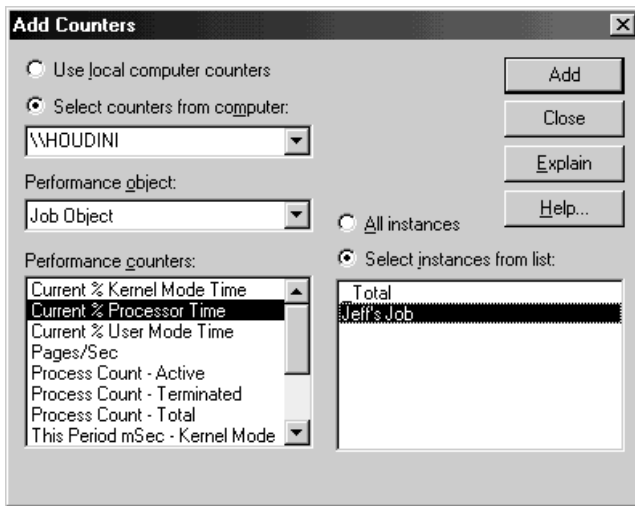 Add Counters
Use local computer counters
Select counters from computer:
\\HOUDINI
Performance object:
Job Object
Performance counters:
Current % Kernel Mode Time
Current % Processor Time
Current % User Mode Time
Pages/Sec
Process Count - Active
Process Count - Terminated
Process Count - Total
This Period mSec - Kernel Mode
All instances
Select instances from list:
_Total
Jeff's Job
Add
Close
Explain
Help...